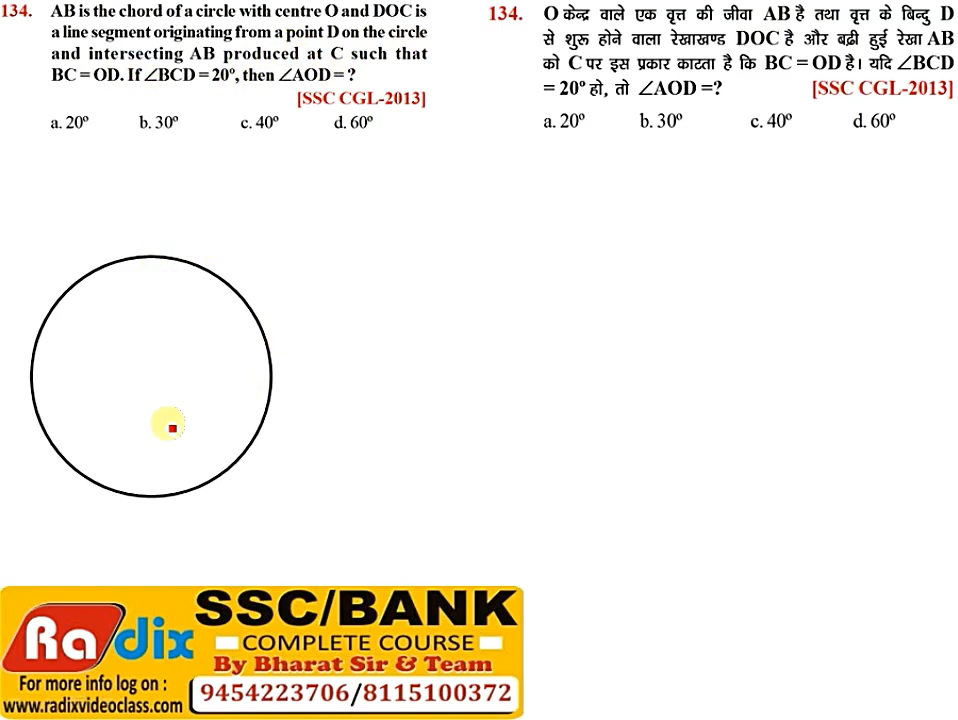 134. AB is the chord of a circle with centre O and DOC is
a line segment originating from a point D on the circle
and intersecting AB produced at C such that
BC = OD. If ∠BCD = 20º, then ∠AOD = ?
[SSC CGL-2013]
a. 20º b. 30º c. 40º d. 60º
134. O केन्द्र वाले एक वृत्त की जीवा AB है तथा वृत्त के बिन्दु D
से शुरू होने वाला रेखाखण्ड DOC है और बढ़ी हुई रेखा AB
को C पर इस प्रकार काटता है कि BC = OD है। यदि ∠BCD
= 20º हो, तो ∠AOD =? [SSC CGL-2013]
a. 20º b. 30º c. 40º d. 60º
Radix
SSC/BANK
COMPLETE COURSE
By Bharat Sir & Team
For more info log on :
www.radixvideoclass.com
9454223706/8115100372